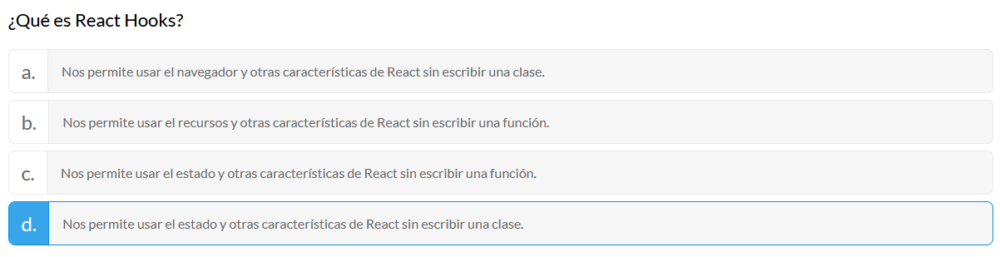 ¿Qué es React Hooks?
a. Nos permite usar el navegador y otras características de React sin escribir una clase.
b. Nos permite usar el recursos y otras características de React sin escribir una función.
c. Nos permite usar el estado y otras características de React sin escribir una función.
d. Nos permite usar el estado y otras características de React sin escribir una clase.